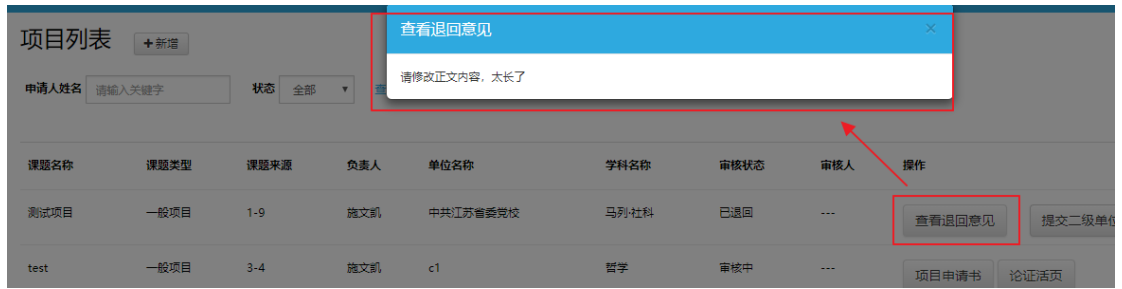 查看退回意见 ×
请修改正文内容，太长了
项目列表 +新增
申请人姓名 请输入关键字 状态 全部 查
课题名称 课题类型 课题来源 负责人 单位名称 学科名称 审核状态 审核人 操作
测试项目 一般项目 1-9 施文凯 中共江苏省委党校 马列·社科 已退回 --- 查看退回意见 提交二级单位
test 一般项目 3-4 施文凯 c1 哲学 审核中 --- 项目申请书 论证活页